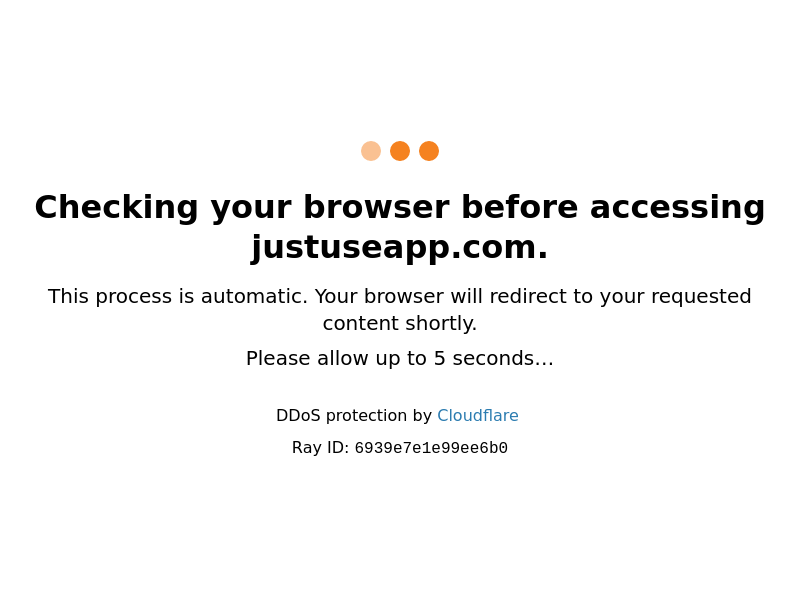 Checking your browser before accessing
justuseapp.com.
This process is automatic. Your browser will redirect to your requested
content shortly.
Please allow up to 5 seconds…
DDoS protection by Cloudflare
Ray ID: 6939e7e1e99ee6b0